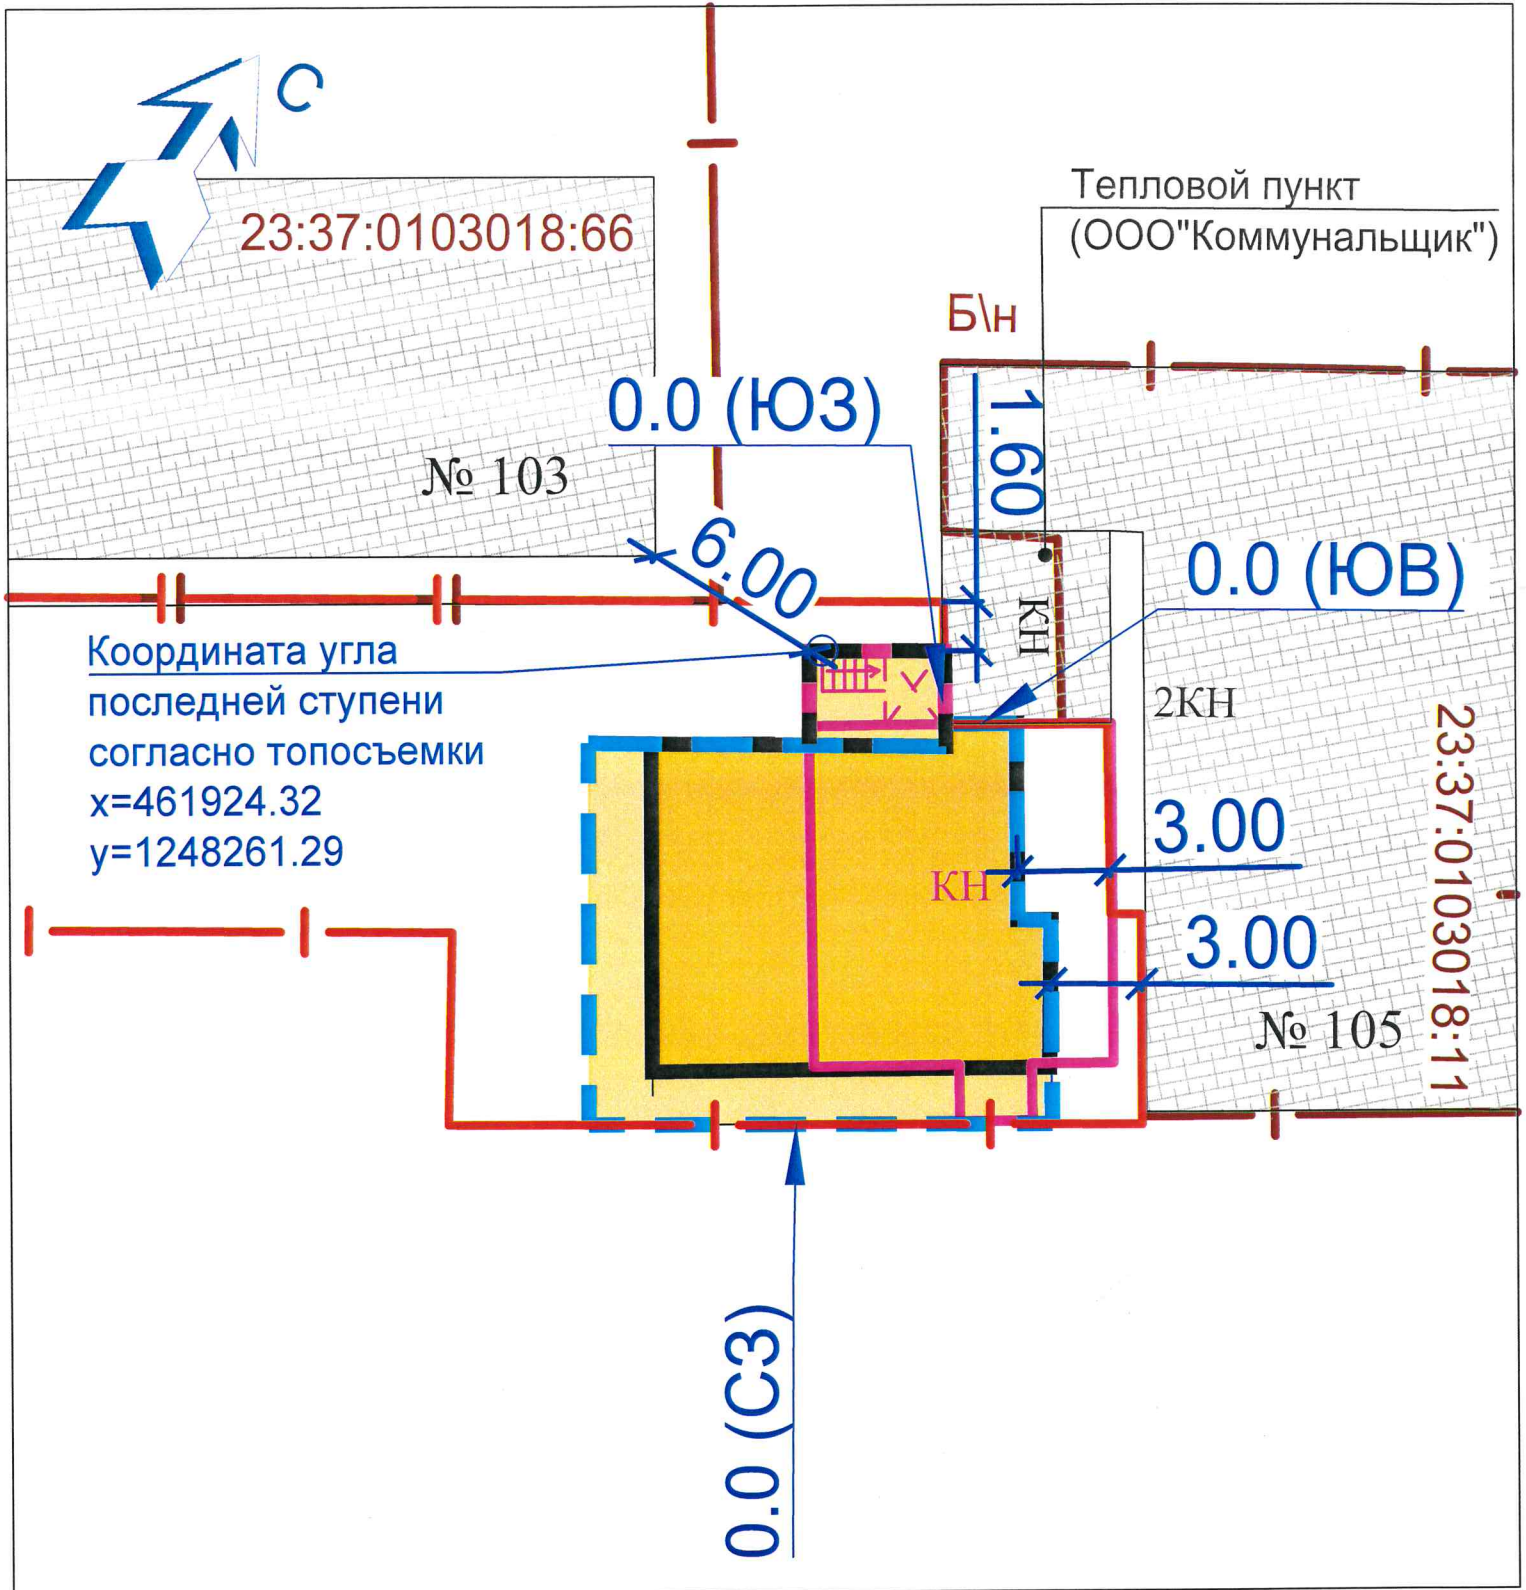 С
Тепловой пункт
(ООО"Коммунальщик")
23:37:0103018:66
Б\н
0.0 (ЮЗ)
1.60
№ 103
6.00
0.0 (ЮВ)
КН
Координата угла
последней ступени
согласно топосъемки
x=461924.32
y=1248261.29
2КН
23:37:0103018:11
3.00
КН
3.00
№ 105
0.0 (СЗ)